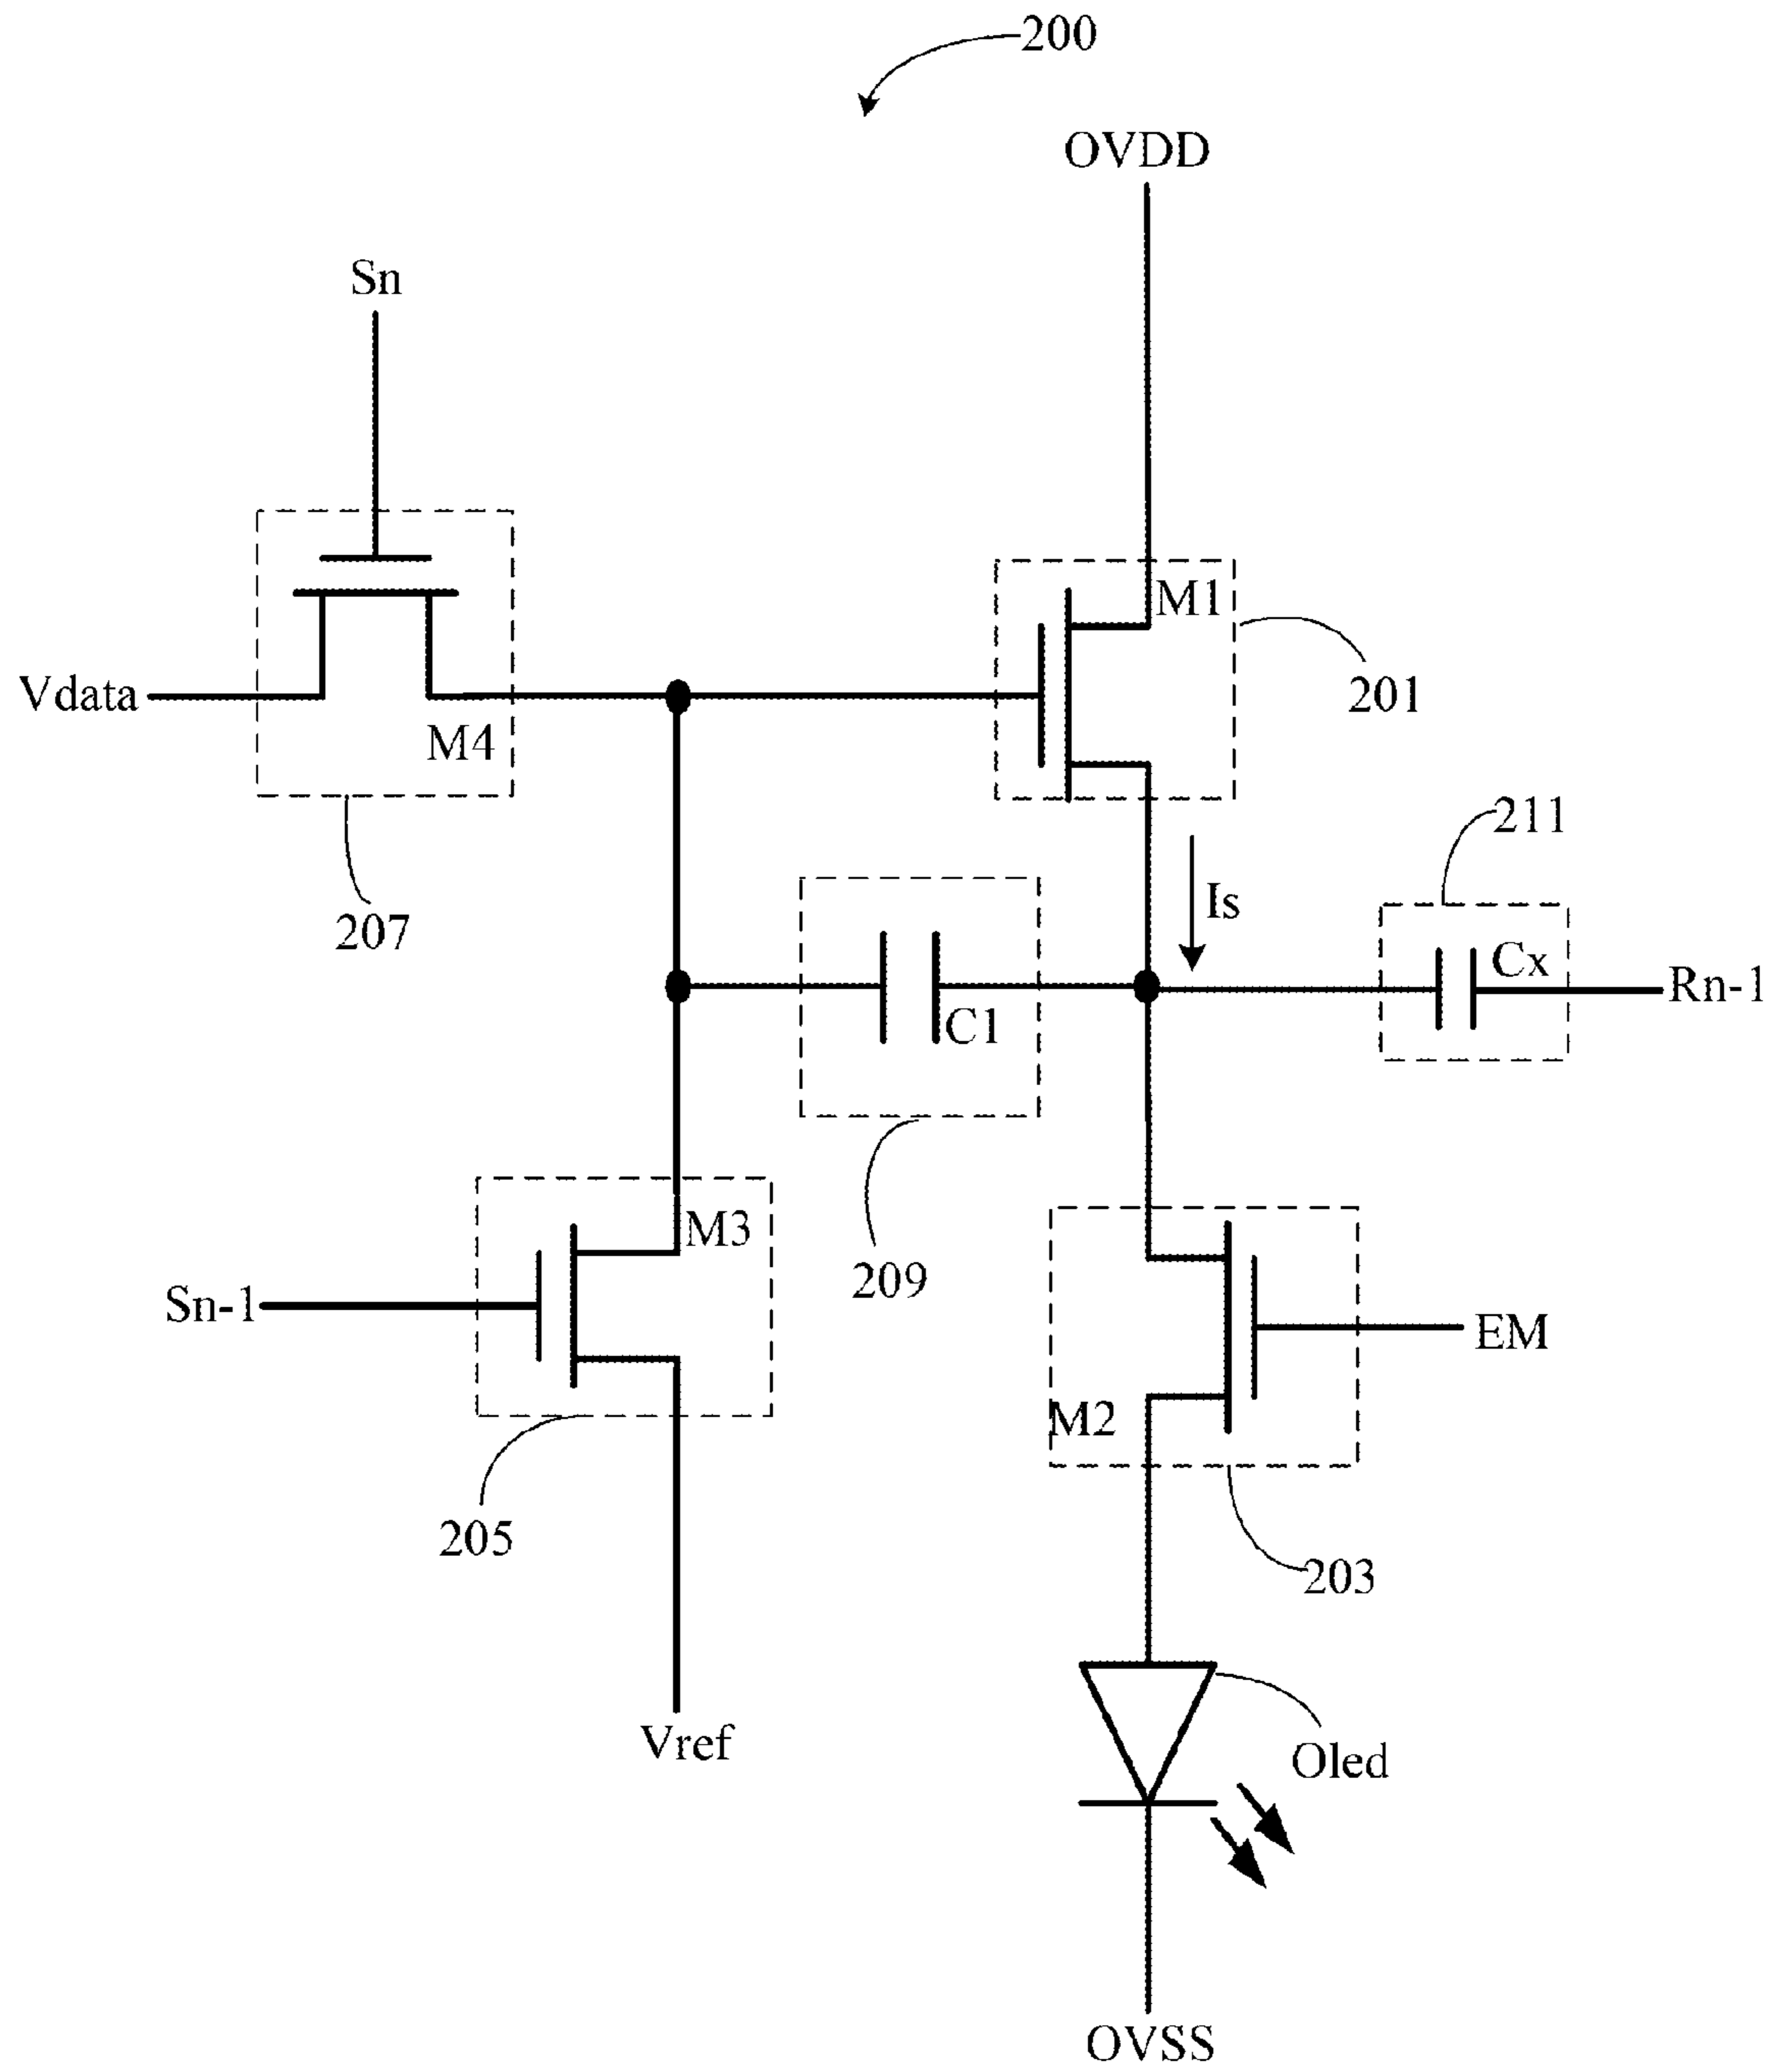 200
OVDD
Sn
M1
201
Vdata
M4
211
207
Is
Cx
Rn-1
C1
M3
209
Sn-1
EM
M2
205
203
Vref
Oled
OVSS